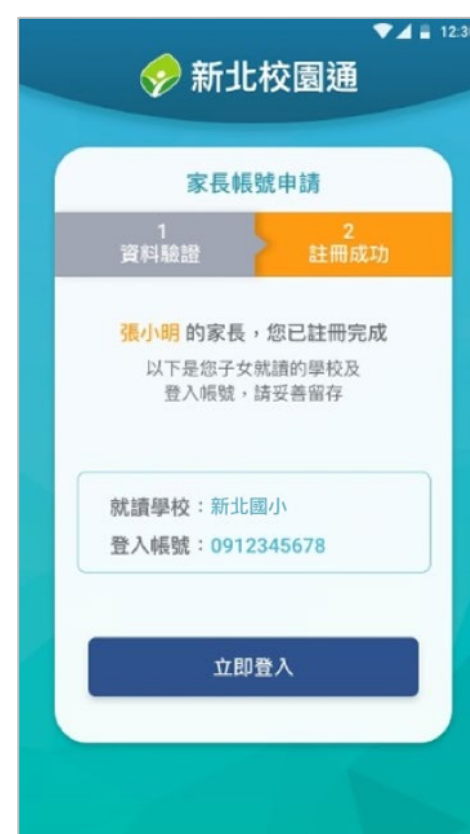 12:30
新北校園通
家長帳號申請
1
資料驗證
2
註冊成功
張小明 的家長，您已註冊完成
以下是您子女就讀的學校及
登入帳號，請妥善留存
就讀學校：新北國小
登入帳號：0912345678
立即登入